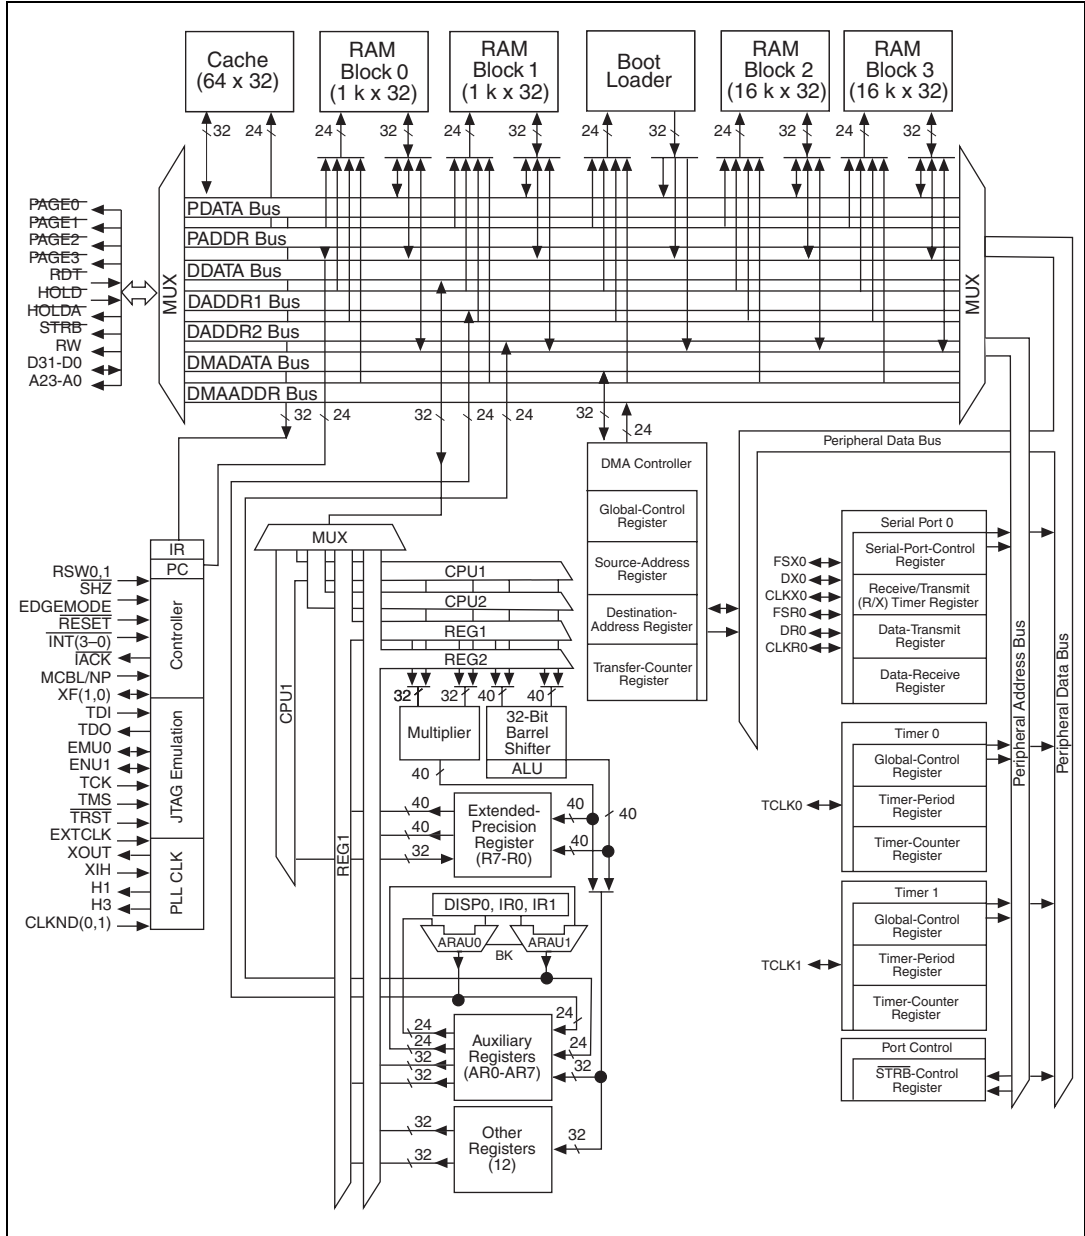 Cache
(64 x 32)
RAM
Block 0
(1 k x 32)
RAM
Block 1
(1 k x 32)
Boot
Loader
RAM
Block 2
(16 k x 32)
RAM
Block 3
(16 k x 32)
32
24
24
32
24
32
24
32
24
32
24
32
MUX
PAGE0
PAGE1
PAGE2
PAGE3
RDT
HOLD
HOLDA
STRB
RW
D31-D0
A23-A0
PDATA Bus
PADDR Bus
DDATA Bus
DADDR1 Bus
DADDR2 Bus
DMADATA Bus
DMAADDR Bus
MUX
32
24
32
24
24
32
24
Peripheral Data Bus
DMA Controller
Global-Control
Register
Source-Address
Register
Destination-
Address Register
Transfer-Counter
Register
IR
PC
Controller
JTAG Emulation
PLL CLK
RSW0,1
SHZ
EDGEMODE
RESET
INT(3–0)
IACK
MCBL/NP
XF(1,0)
TDI
TDO
EMU0
ENU1
TCK
TMS
TRST
EXTCLK
XOUT
XIH
H1
H3
CLKND(0,1)
MUX
CPU1
CPU2
REG1
REG2
CPU1
REG1
32
32
40
40
Multiplier
32-Bit
Barrel
Shifter
ALU
40
40
40
40
32
Extended-
Precision
Register
(R7-R0)
40
40
40
DISP0, IR0, IR1
ARAU0
BK
ARAU1
24
24
32
32
Auxiliary
Registers
(AR0-AR7)
24
24
32
32
32
Other
Registers
(12)
32
Serial Port 0
Serial-Port-Control
Register
Receive/Transmit
(R/X) Timer Register
Data-Transmit
Register
Data-Receive
Register
FSX0
DX0
CLKX0
FSR0
DR0
CLKR0
Timer 0
Global-Control
Register
Timer-Period
Register
Timer-Counter
Register
TCLK0
Timer 1
Global-Control
Register
Timer-Period
Register
Timer-Counter
Register
TCLK1
Port Control
STRB-Control
Register
Peripheral Address Bus
Peripheral Data Bus